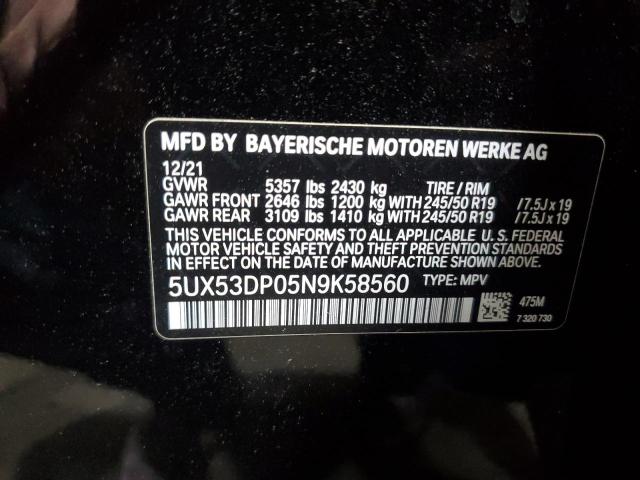 MFD BY BAYERISCHE MOTOREN WERKE AG
12/21
GVWR 5357 lbs 2430 kg TIRE / RIM
GAWR FRONT 2646 lbs 1200 kg WITH 245/50 R19 / 7.5J x 19
GAWR REAR 3109 lbs 1410 kg WITH 245/50 R19 / 7.5J x 19
THIS VEHICLE CONFORMS TO ALL APPLICABLE U. S. FEDERAL
MOTOR VEHICLE SAFETY AND THEFT PREVENTION STANDARDS
IN EFFECT ON THE DATE OF MANUFACTURE SHOWN ABOVE.
5UX53DP05N9K58560 TYPE: MPV
475M
7 320 730